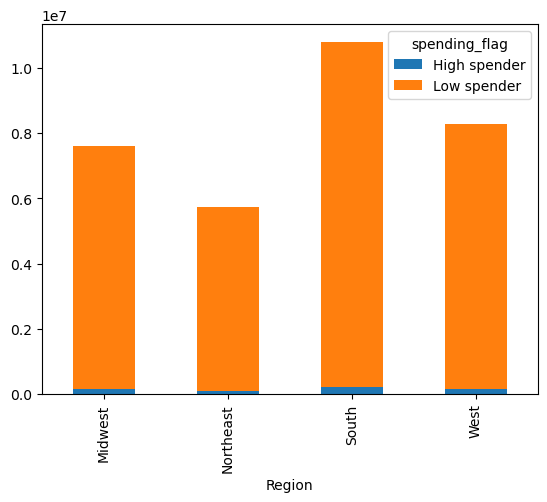 1e7
spending_flag
High spender
Low spender
1.0
0.8
0.6
0.4
0.2
0.0
Midwest
Northeast
South
West
Region